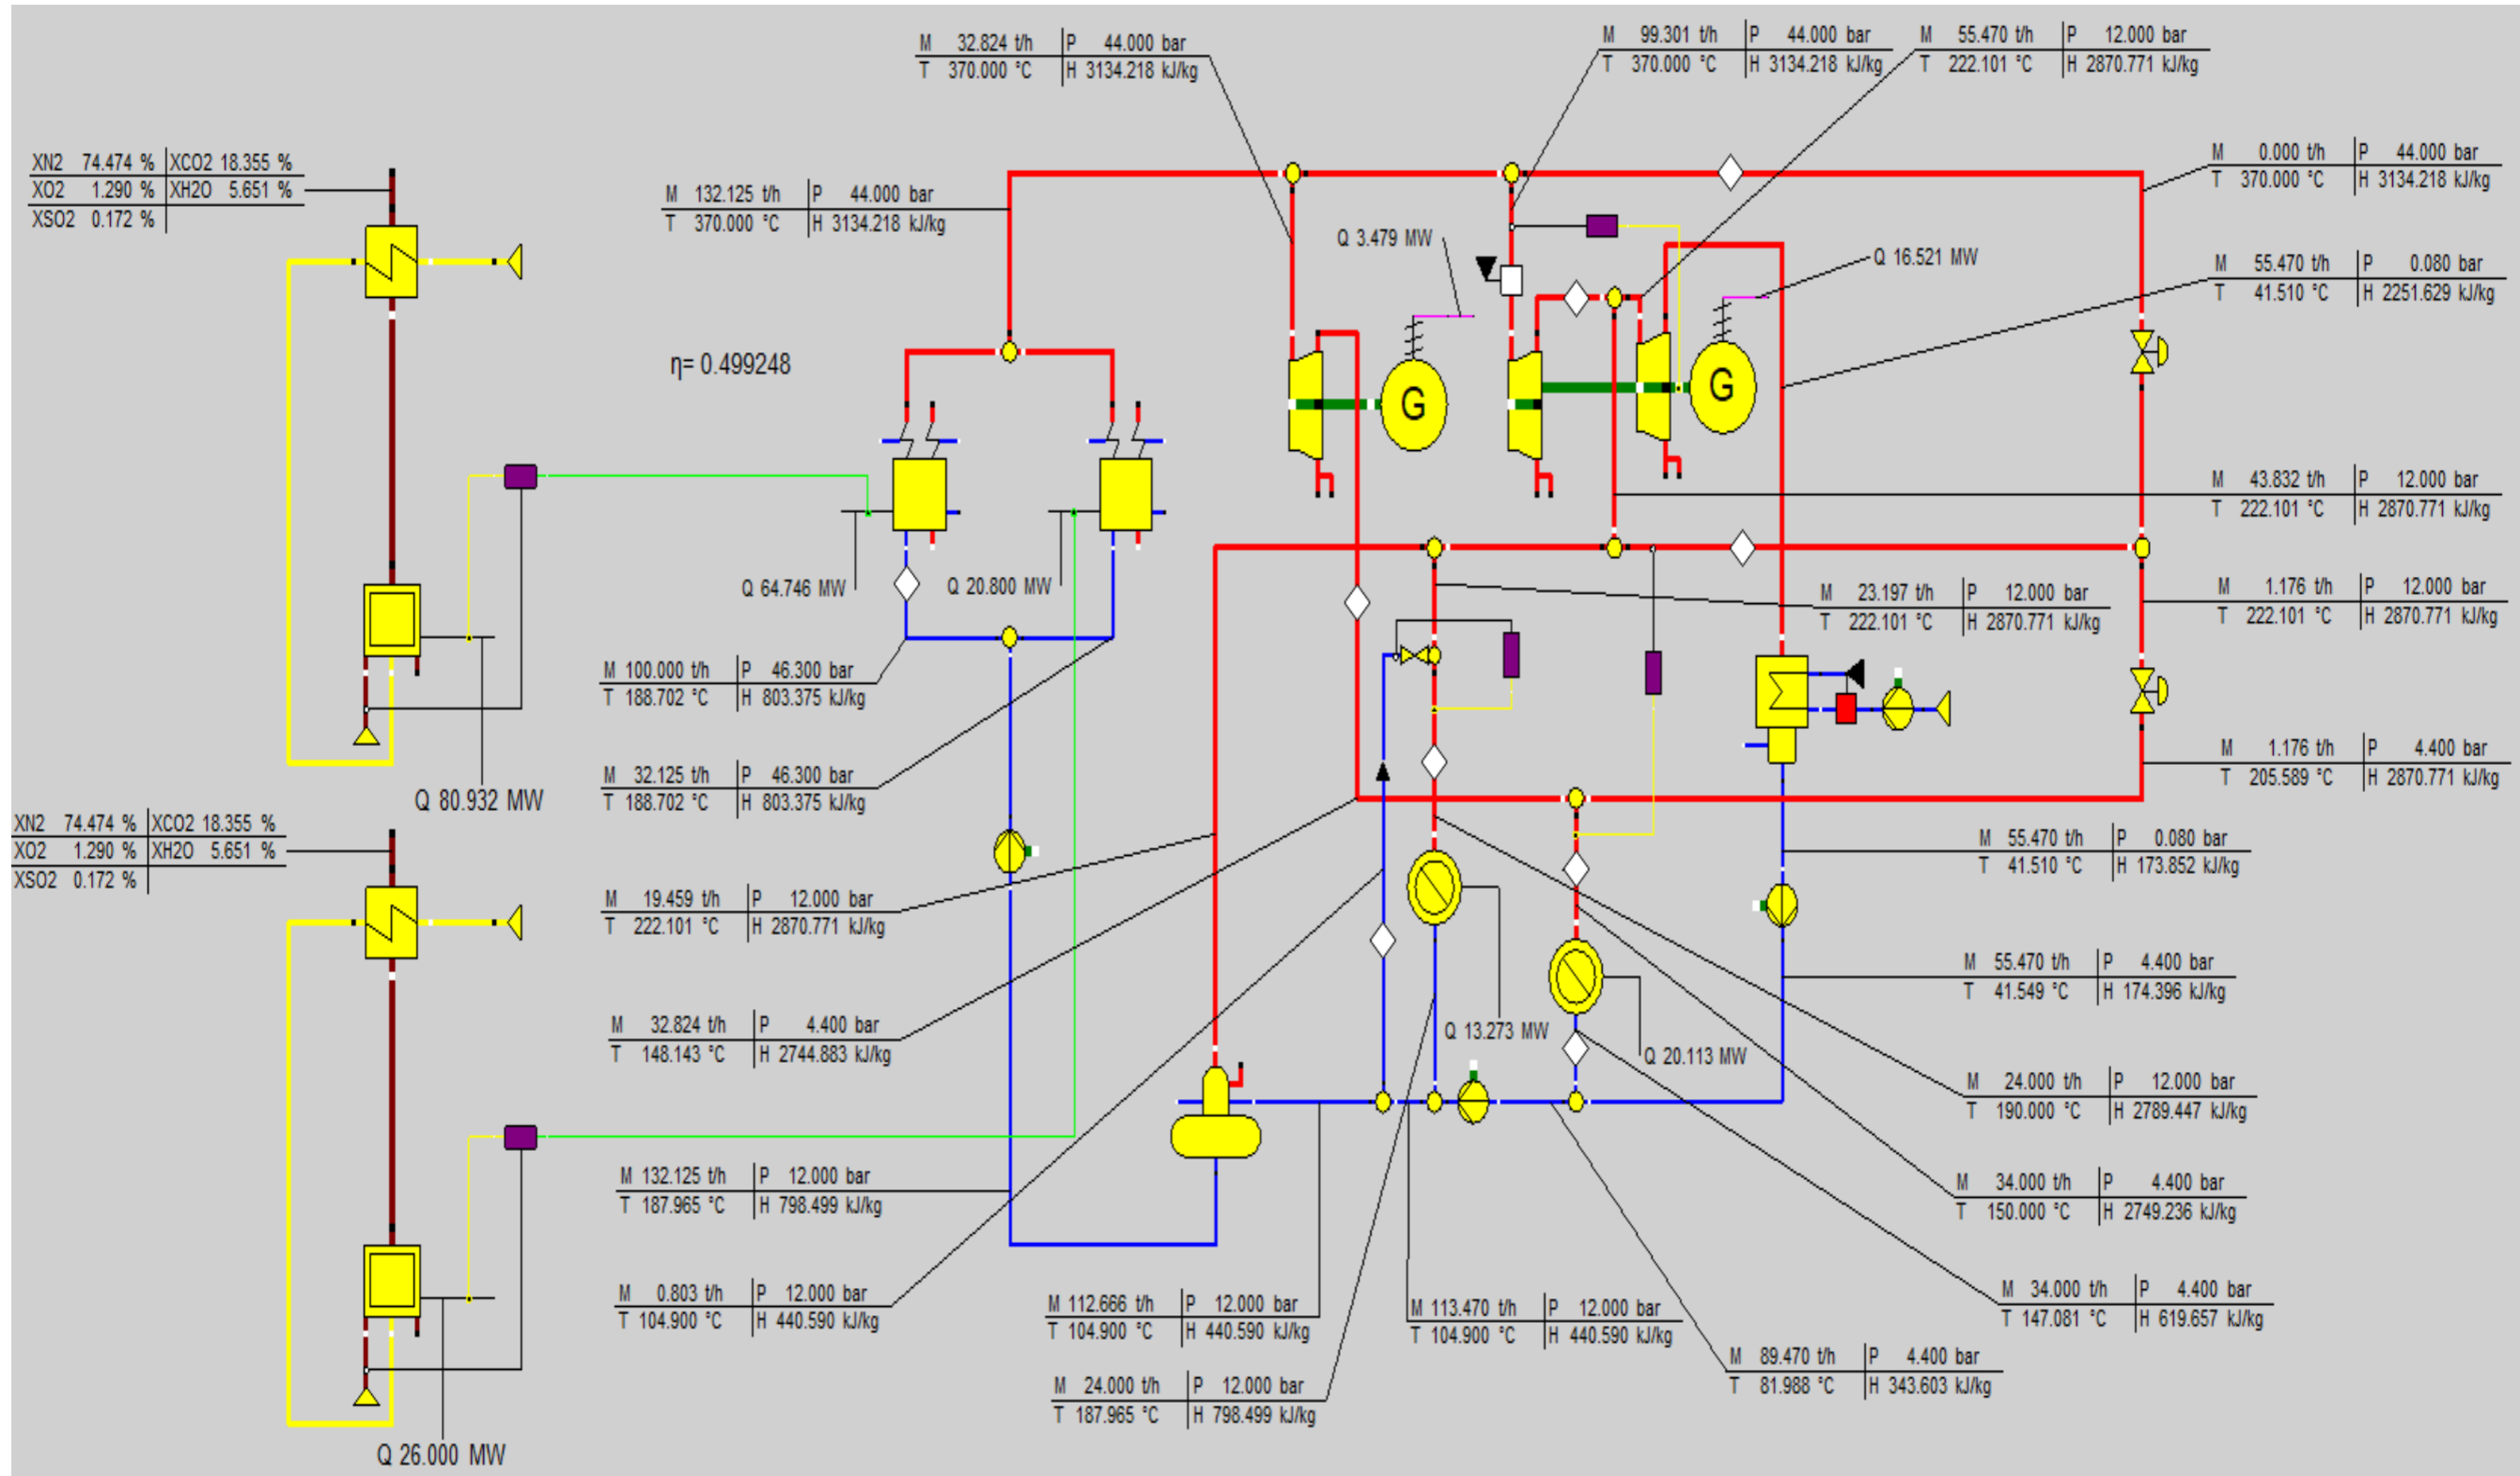 M 32.824 t/h P 44.000 bar
T 370.000 °C H 3134.218 kJ/kg
M 99.301 t/h P 44.000 bar
T 370.000 °C H 3134.218 kJ/kg
M 55.470 t/h P 12.000 bar
T 222.101 °C H 2870.771 kJ/kg
XN2 74.474 % XCO2 18.355 %
XO2 1.290 % XH2O 5.651 %
XSO2 0.172 %
M 132.125 t/h P 44.000 bar
T 370.000 °C H 3134.218 kJ/kg
M 0.000 t/h P 44.000 bar
T 370.000 °C H 3134.218 kJ/kg
Q 3.479 MW
Q 16.521 MW
M 55.470 t/h P 0.080 bar
T 41.510 °C H 2251.629 kJ/kg
η= 0.499248
G
G
M 43.832 t/h P 12.000 bar
T 222.101 °C H 2870.771 kJ/kg
Q 64.746 MW
Q 20.800 MW
M 23.197 t/h P 12.000 bar
T 222.101 °C H 2870.771 kJ/kg
M 1.176 t/h P 12.000 bar
T 222.101 °C H 2870.771 kJ/kg
M 100.000 t/h P 46.300 bar
T 188.702 °C H 803.375 kJ/kg
M 32.125 t/h P 46.300 bar
T 188.702 °C H 803.375 kJ/kg
M 1.176 t/h P 4.400 bar
T 205.589 °C H 2870.771 kJ/kg
Q 80.932 MW
XN2 74.474 % XCO2 18.355 %
XO2 1.290 % XH2O 5.651 %
XSO2 0.172 %
M 55.470 t/h P 0.080 bar
T 41.510 °C H 173.852 kJ/kg
M 19.459 t/h P 12.000 bar
T 222.101 °C H 2870.771 kJ/kg
M 55.470 t/h P 4.400 bar
T 41.549 °C H 174.396 kJ/kg
M 32.824 t/h P 4.400 bar
T 148.143 °C H 2744.883 kJ/kg
Q 13.273 MW
Q 20.113 MW
M 24.000 t/h P 12.000 bar
T 190.000 °C H 2789.447 kJ/kg
M 132.125 t/h P 12.000 bar
T 187.965 °C H 798.499 kJ/kg
M 34.000 t/h P 4.400 bar
T 150.000 °C H 2749.236 kJ/kg
M 0.803 t/h P 12.000 bar
T 104.900 °C H 440.590 kJ/kg
M 112.666 t/h P 12.000 bar
T 104.900 °C H 440.590 kJ/kg
M 113.470 t/h P 12.000 bar
T 104.900 °C H 440.590 kJ/kg
M 34.000 t/h P 4.400 bar
T 147.081 °C H 619.657 kJ/kg
M 89.470 t/h P 4.400 bar
T 81.988 °C H 343.603 kJ/kg
M 24.000 t/h P 12.000 bar
T 187.965 °C H 798.499 kJ/kg
Q 26.000 MW